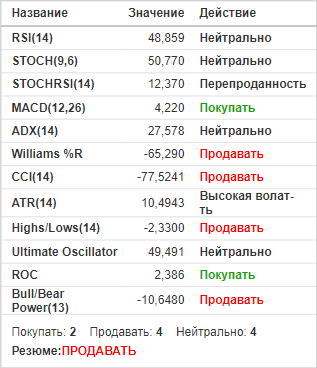 Название Значение Действие
RSI(14) 48,859 Нейтрально
STOCH(9,6) 50,770 Нейтрально
STOCHRSI(14) 12,370 Перепроданность
MACD(12,26) 4,220 Покупать
ADX(14) 27,578 Нейтрально
Williams %R -65,290 Продавать
CCI(14) -77,5241 Продавать
ATR(14) 10,4943 Высокая волат-
ть
Highs/Lows(14) -2,3300 Продавать
Ultimate Oscillator 49,491 Нейтрально
ROC 2,386 Покупать
Bull/Bear
Power(13) -10,6480 Продавать
Покупать: 2 Продавать: 4 Нейтрально: 4
Резюме:ПРОДАВАТЬ